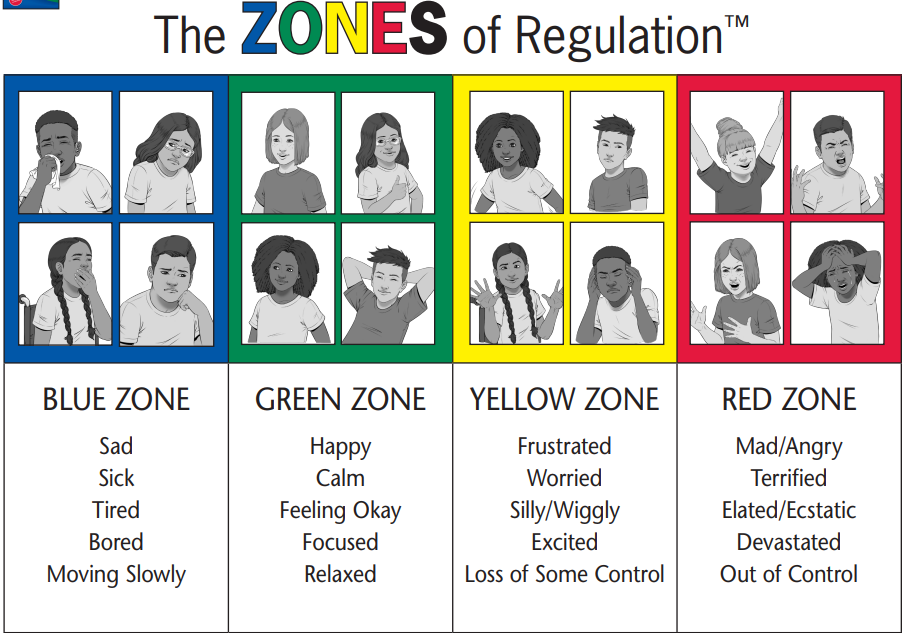 The ZONES of Regulation™
BLUE ZONE
Sad
Sick
Tired
Bored
Moving Slowly
GREEN ZONE
Happy
Calm
Feeling Okay
Focused
Relaxed
YELLOW ZONE
Frustrated
Worried
Silly/Wiggly
Excited
Loss of Some Control
RED ZONE
Mad/Angry
Terrified
Elated/Ecstatic
Devastated
Out of Control